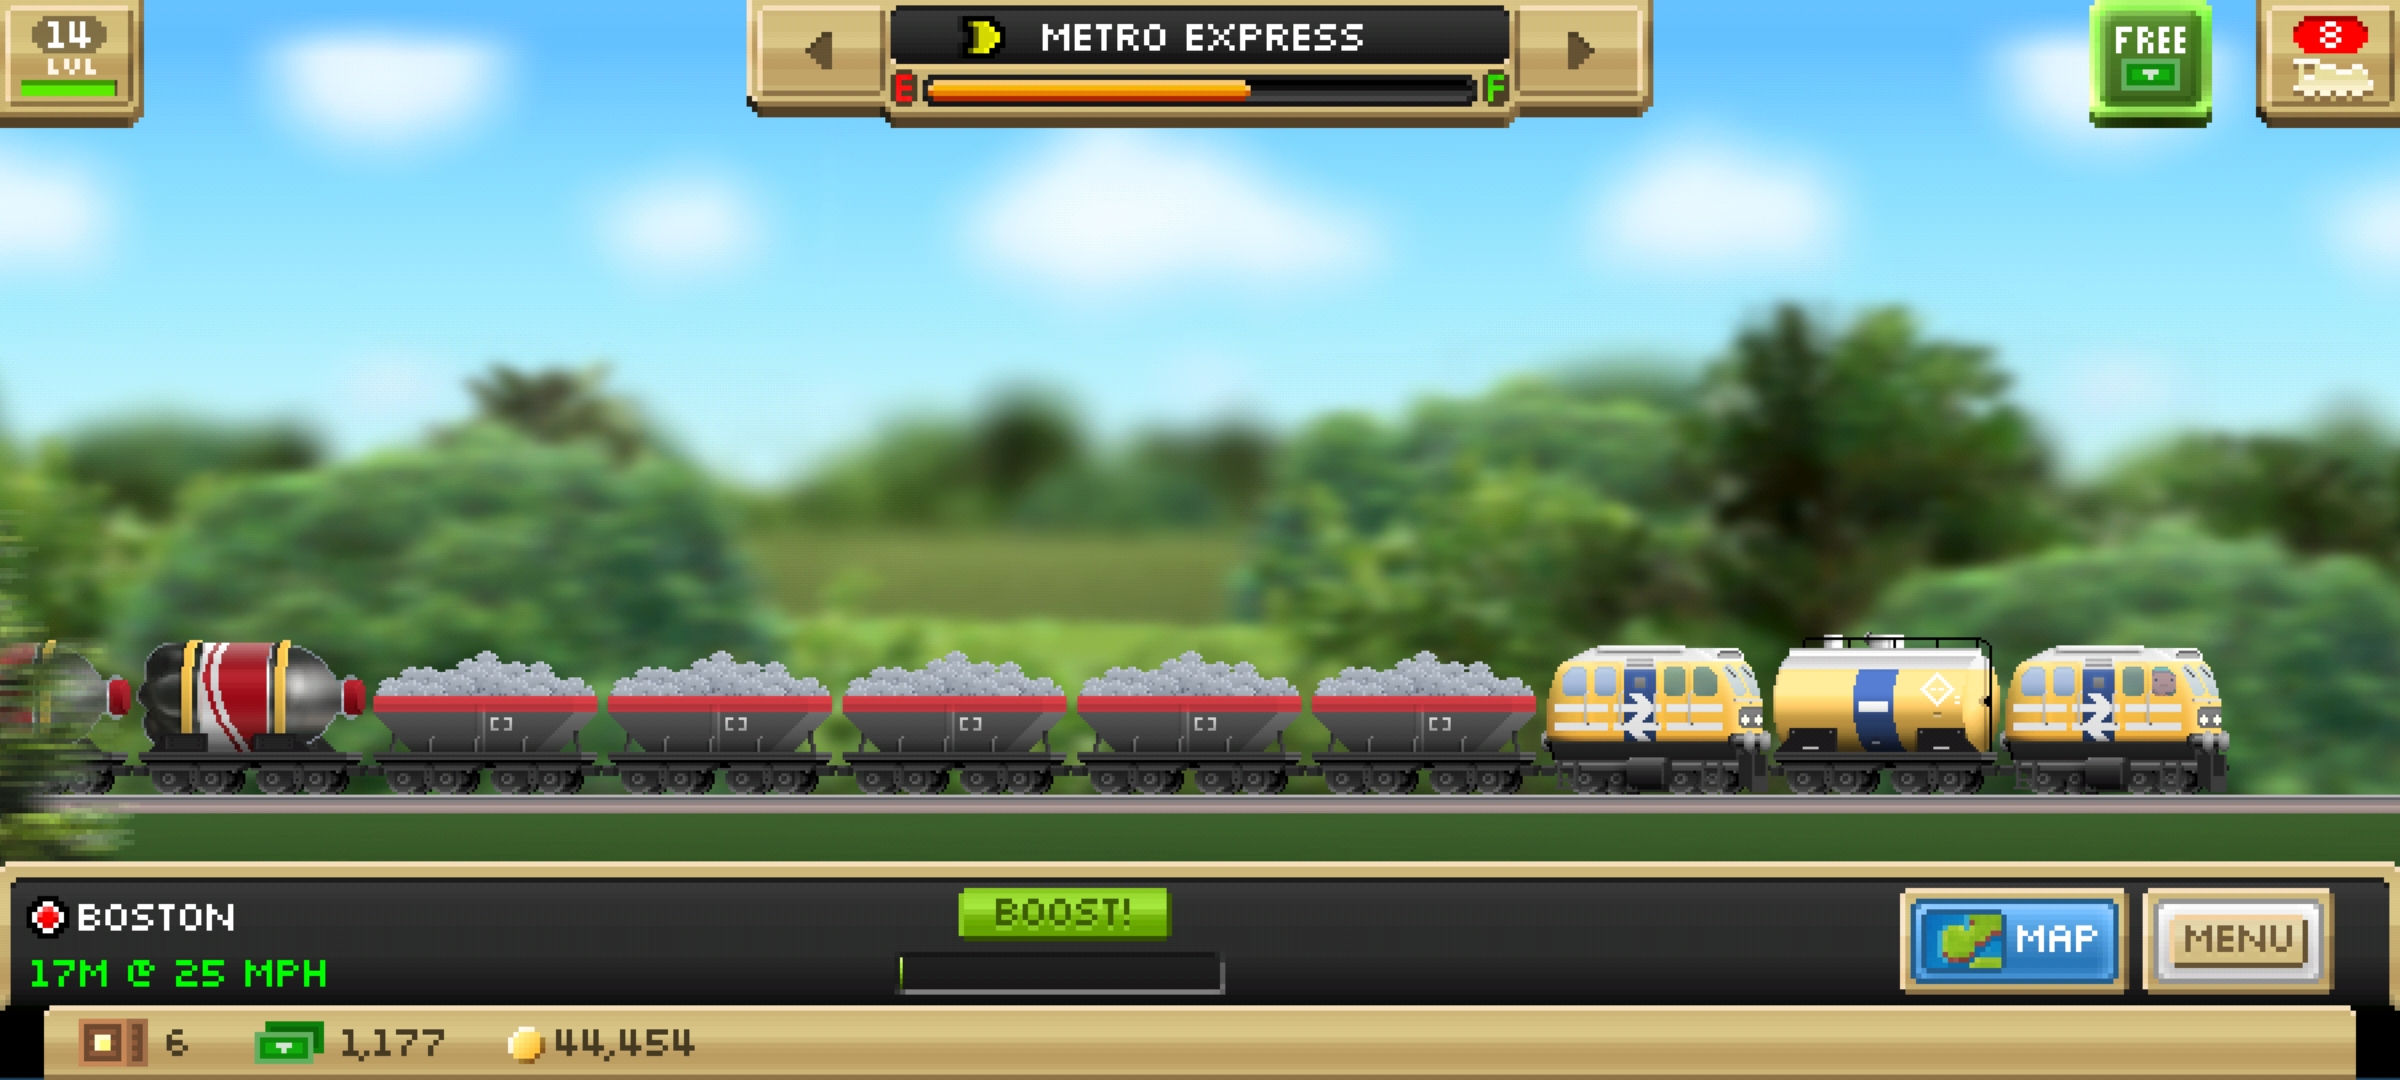 14
LVL
METRO EXPRESS
E F
FREE
8
BOSTON
17M @ 25 MPH
BOOST!
MAP
MENU
6
1,177
44,454